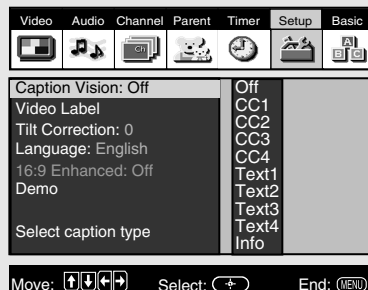 Video Audio Channel Parent Timer Setup Basic
Ch
A
B C
Caption Vision: Off
Video Label
Tilt Correction: 0
Language: English
16:9 Enhanced: Off
Demo
Select caption type
Off
CC1
CC2
CC3
CC4
Text1
Text2
Text3
Text4
Info
Move: Select: End: MENU